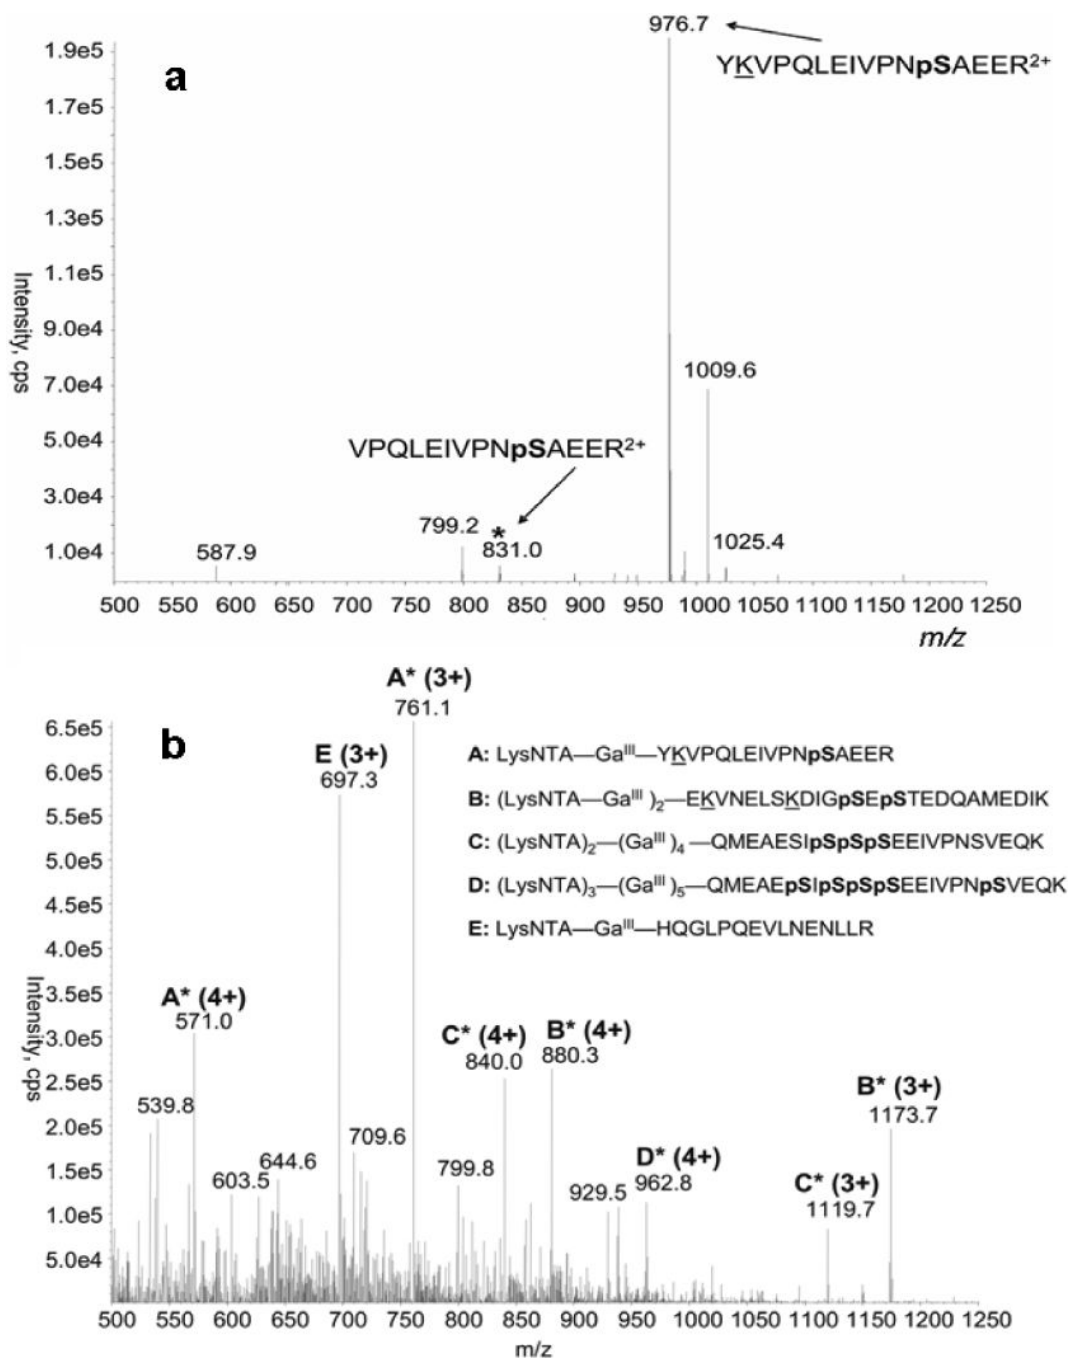 976.7
1.9e5
a
YKVPQLEIVPNpSAEER2+
1.7e5
1.5e5
1.3e5
1.1e5
Intensity, cps
9.0e4
7.0e4
1009.6
5.0e4
VPQLEIVPNpSAEER2+
3.0e4
799.2
*
831.0
1025.4
1.0e4
587.9
500 550 600 650 700 750 800 850 900 950 1000 1050 1100 1150 1200 1250
m/z
A* (3+)
761.1
6.5e5
b
E (3+)
697.3
A: LysNTA—GaIII—YKVPQLEIVPNpSAEER
6.0e5
B: (LysNTA—GaIII )2—EKVNELSKDIGpSEpSTEDQAMEDIK
5.5e5
C: (LysNTA)2—(GaIII )4—QMEAESIpSpSpSEEIVPNSVEQK
5.0e5
D: (LysNTA)3—(GaIII )5—QMEAEpSIpSpSpSEEIVPNpSVEQK
4.5e5
E: LysNTA—GaIII—HQGLPQEVLNENLLR
4.0e5
Intensity, cps
3.5e5
A* (4+)
571.0
3.0e5
C* (4+)
840.0
B* (4+)
880.3
2.5e5
B* (3+)
1173.7
539.8
2.0e5
709.6
644.6
D* (4+)
962.8
1.5e5
603.5
799.8
929.5
C* (3+)
1119.7
1.0e5
5.0e4
500 550 600 650 700 750 800 850 900 950 1000 1050 1100 1150 1200 1250
m/z